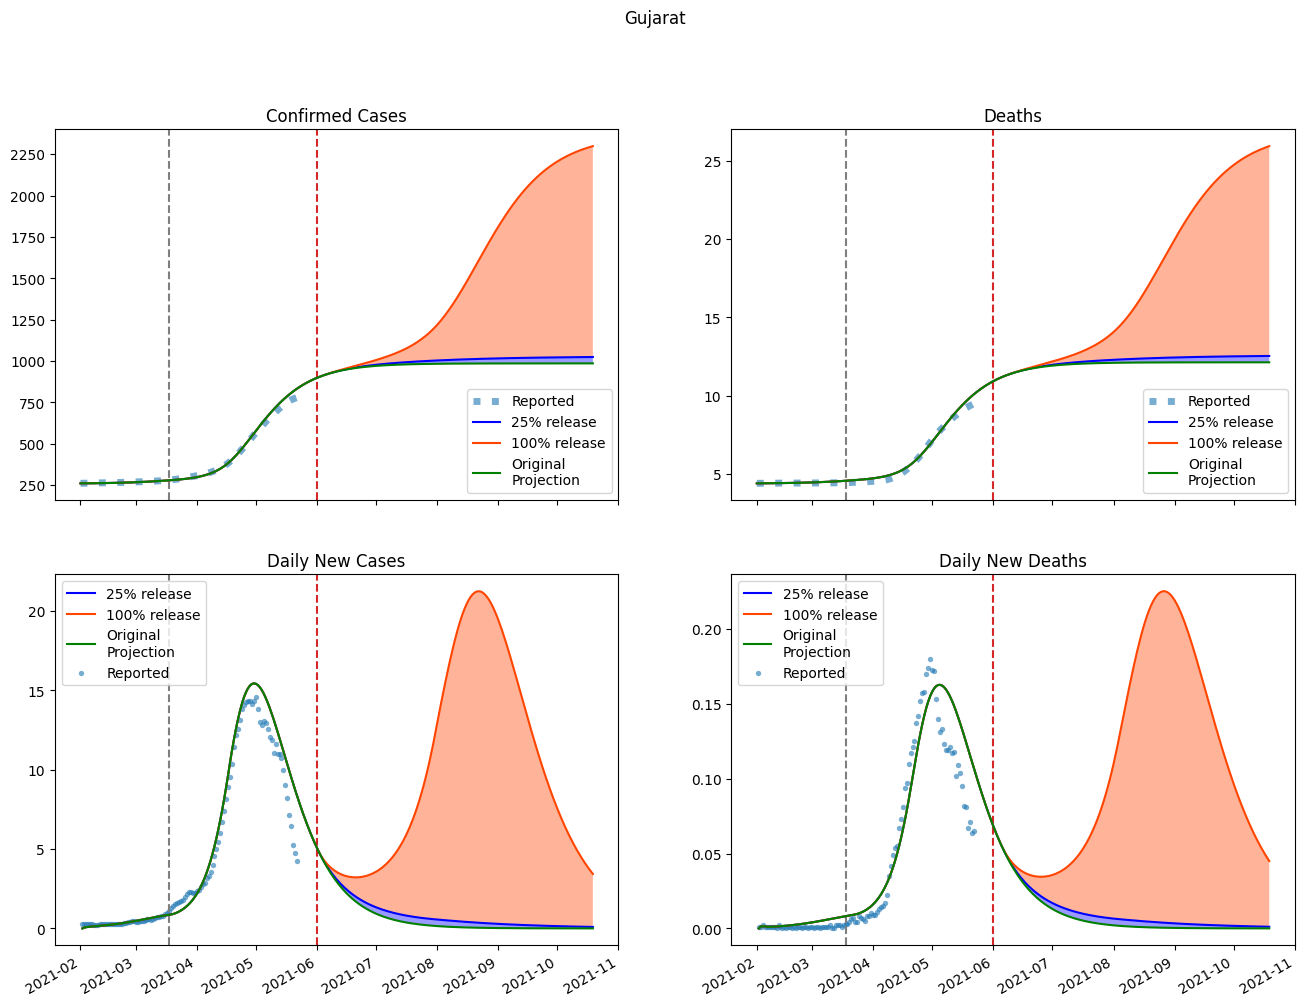 Gujarat
Confirmed Cases
2250
2000
1750
1500
1250
1000
750
500
250
Reported
25% release
100% release
Original
Projection
Deaths
25
20
15
10
5
Reported
25% release
100% release
Original
Projection
Daily New Cases
20
15
10
5
0
25% release
100% release
Original
Projection
Reported
2021-02
2021-03
2021-04
2021-05
2021-06
2021-07
2021-08
2021-09
2021-10
2021-11
Daily New Deaths
0.20
0.15
0.10
0.05
0.00
25% release
100% release
Original
Projection
Reported
2021-02
2021-03
2021-04
2021-05
2021-06
2021-07
2021-08
2021-09
2021-10
2021-11